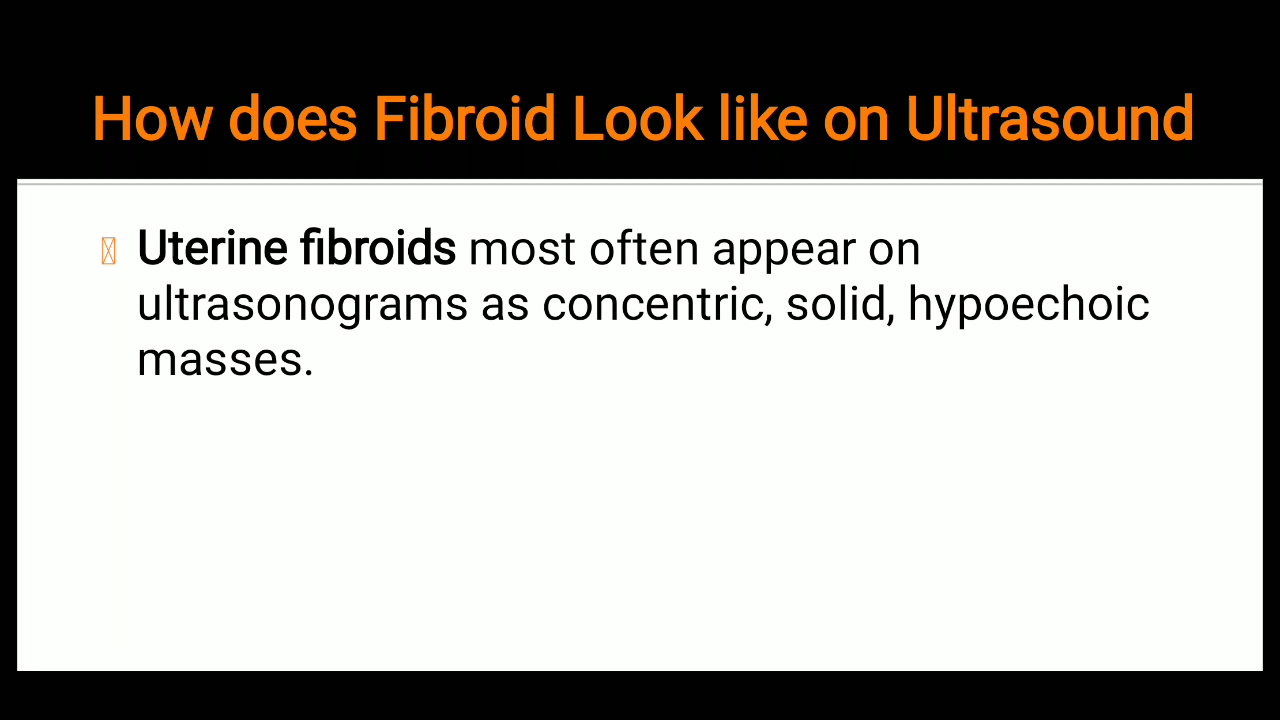 How does Fibroid Look like on Ultrasound
Uterine fibroids most often appear on
ultrasonograms as concentric, solid, hypoechoic
masses.